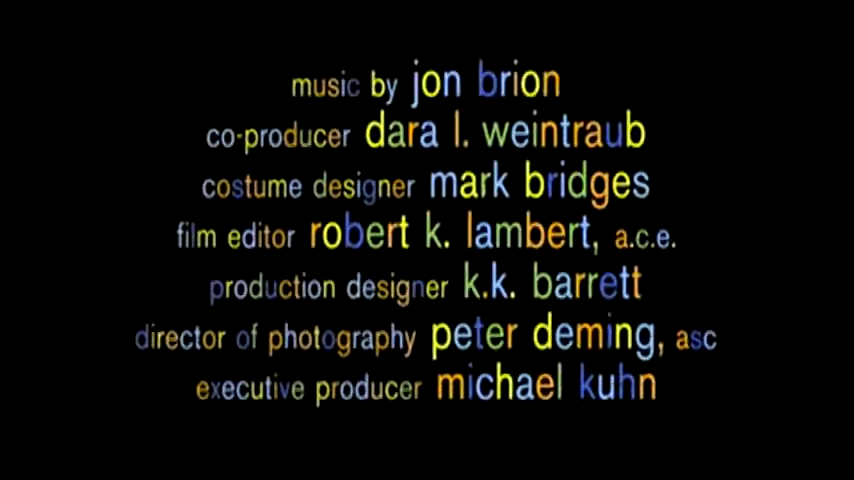 music by jon brion
co-producer dara l. weintraub
costume designer mark bridges
film editor robert k. lambert, a.c.e.
production designer k.k. barrett
director of photography peter deming, asc
executive producer michael kuhn